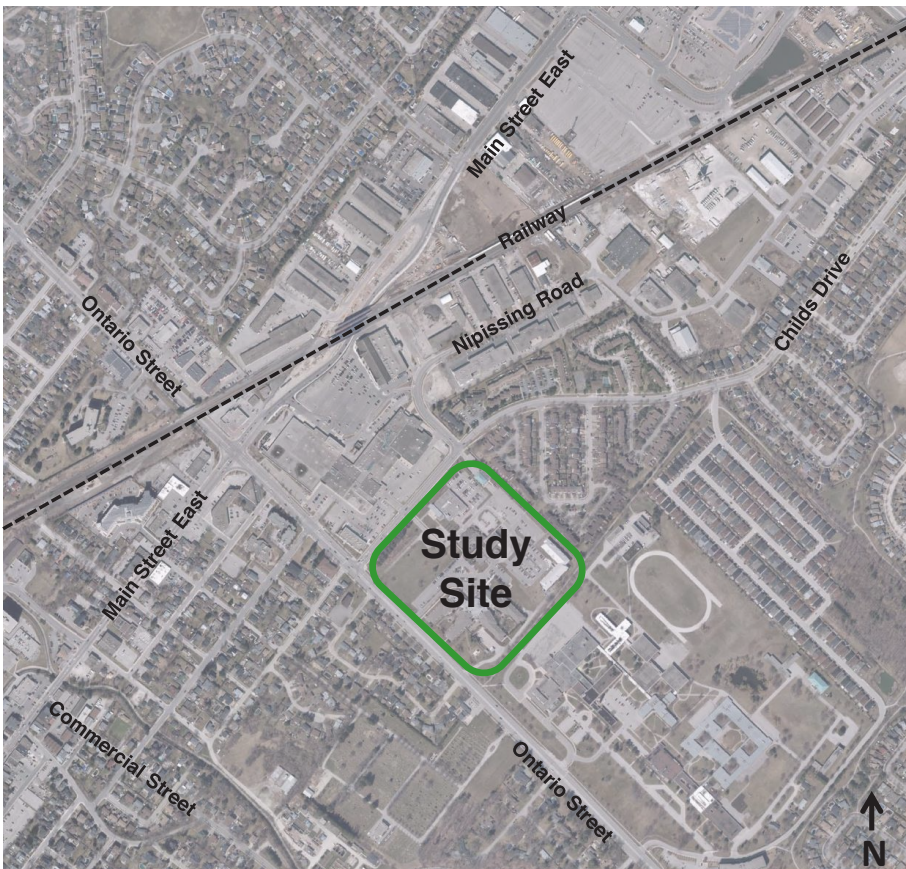 Main Street East
Railway
Nipissing Road
Childs Drive
Ontario Street
Study
Site
Main Street East
Commercial Street
Ontario Street
N